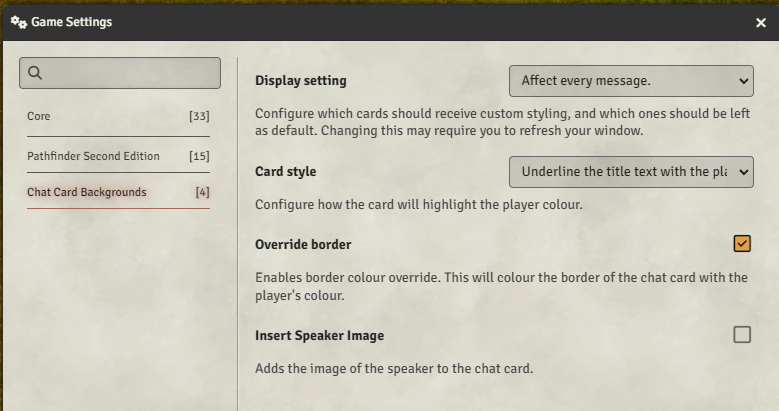 Game Settings
Display setting
Affect every message.
Core [33]
Configure which cards should receive custom styling, and which ones should be left
as default. Changing this may require you to refresh your window.
Pathfinder Second Edition [15]
Card style
Underline the title text with the pla
Chat Card Backgrounds [4]
Configure how the card will highlight the player colour.
Override border
Enables border colour override. This will colour the border of the chat card with the
player's colour.
Insert Speaker Image
Adds the image of the speaker to the chat card.